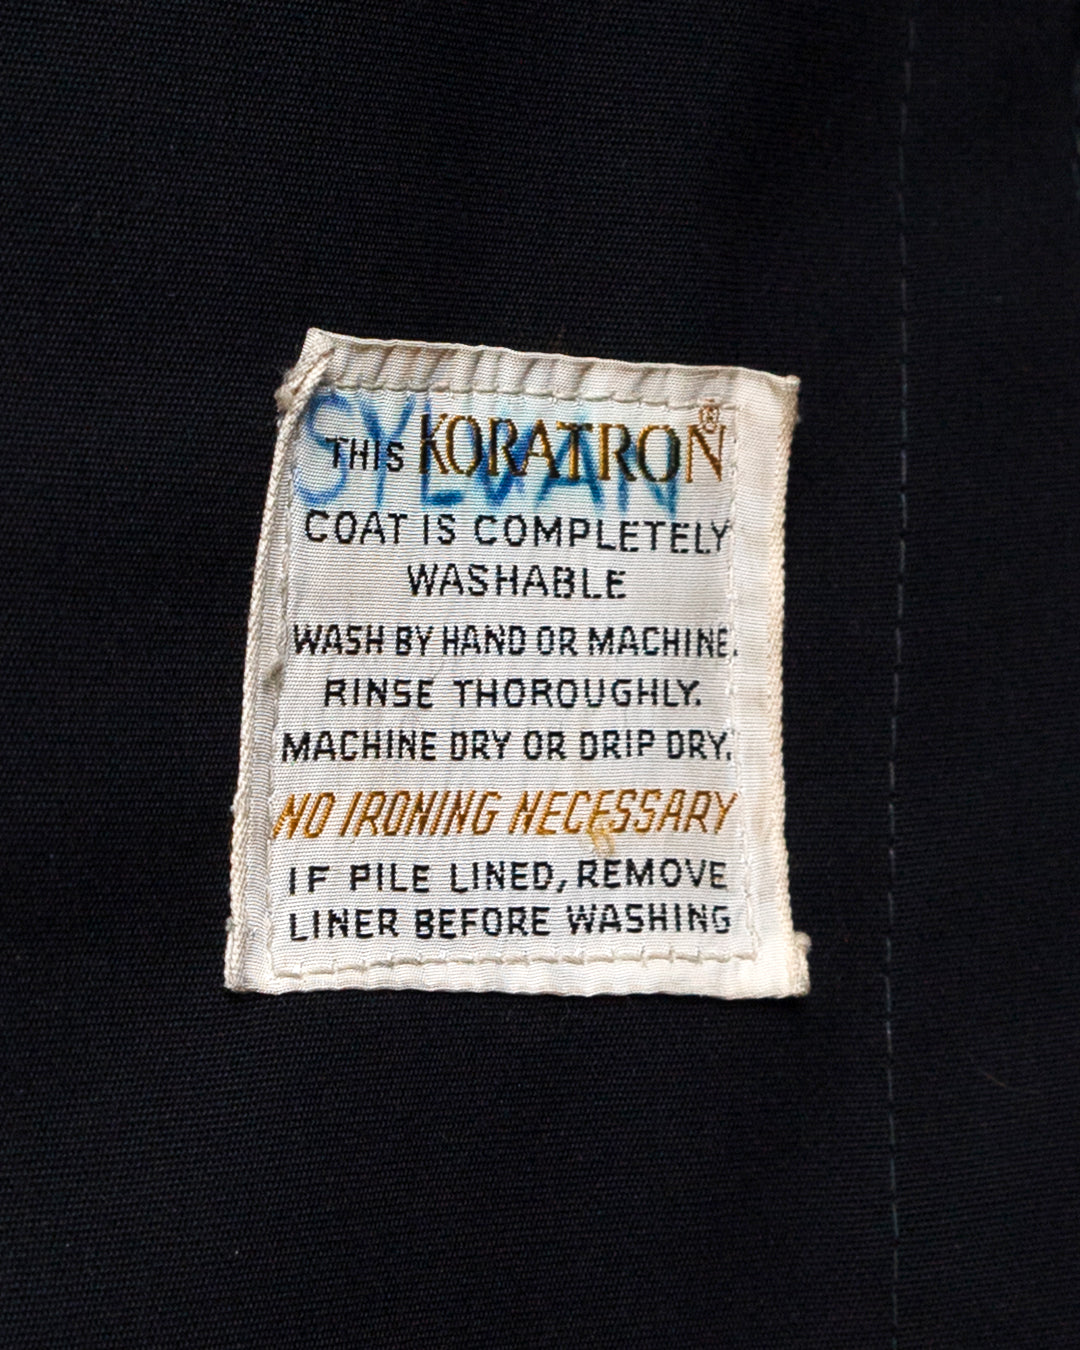 SYLVAN
THIS KORATRON®
COAT IS COMPLETELY
WASHABLE
WASH BY HAND OR MACHINE.
RINSE THOROUGHLY.
MACHINE DRY OR DRIP DRY.
NO IRONING NECESSARY
IF PILE LINED, REMOVE
LINER BEFORE WASHING